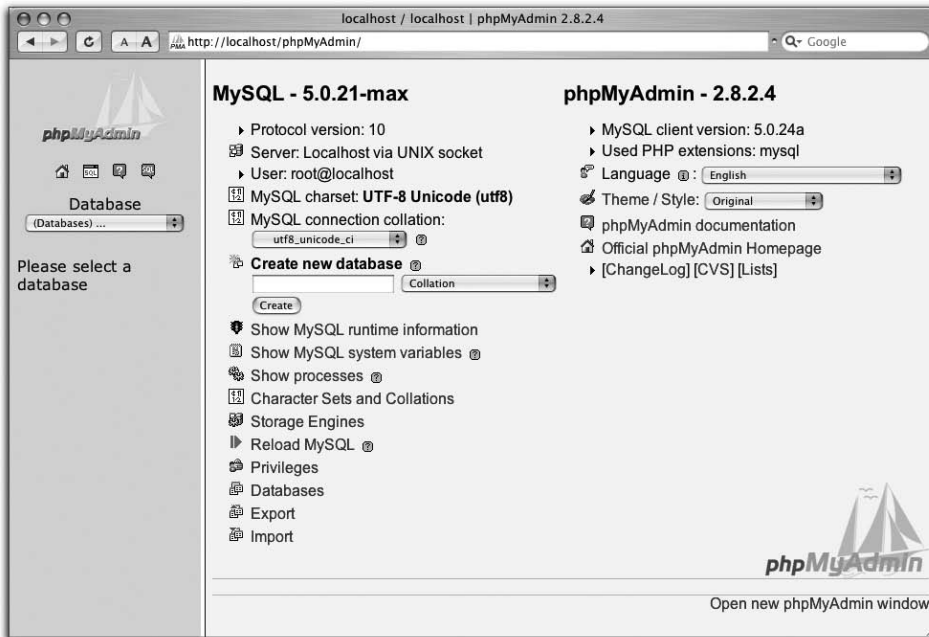 localhost / localhost | phpMyAdmin 2.8.2.4
A A PMA http://localhost/phpMyAdmin/ Google
phpMyAdmin
SQL SQL
Database
(Databases) ...
Please select a
database
MySQL - 5.0.21-max
Protocol version: 10
Server: Localhost via UNIX socket
User: root@localhost
MySQL charset: UTF-8 Unicode (utf8)
MySQL connection collation:
utf8_unicode_ci
Create new database
Collation
Create
Show MySQL runtime information
Show MySQL system variables
Show processes
Character Sets and Collations
Storage Engines
Reload MySQL
Privileges
Databases
Export
Import
phpMyAdmin - 2.8.2.4
MySQL client version: 5.0.24a
Used PHP extensions: mysql
Language : English
Theme / Style: Original
phpMyAdmin documentation
Official phpMyAdmin Homepage
[ChangeLog] [CVS] [Lists]
phpMyAdmin
Open new phpMyAdmin window